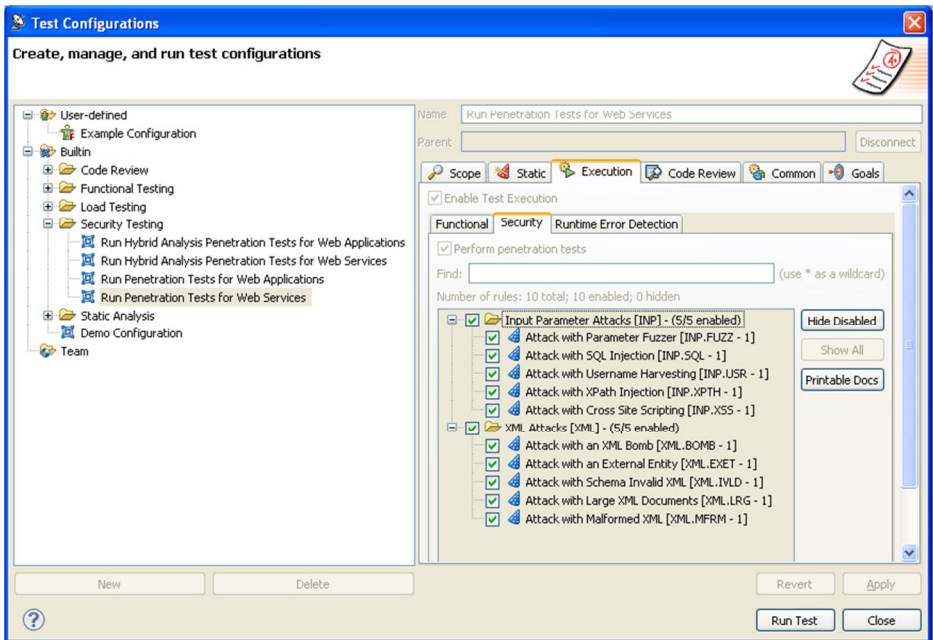 Test Configurations
Create, manage, and run test configurations
User-defined
Example Configuration
Builtin
Code Review
Functional Testing
Load Testing
Security Testing
Run Hybrid Analysis Penetration Tests for Web Applications
Run Hybrid Analysis Penetration Tests for Web Services
Run Penetration Tests for Web Applications
Run Penetration Tests for Web Services
Static Analysis
Demo Configuration
Team
Name Run Penetration Tests for Web Services
Parent Disconnect
Scope Static Execution Code Review Common Goals
Enable Test Execution
Functional Security Runtime Error Detection
Perform penetration tests
Find: (use * as a wildcard)
Number of rules: 10 total; 10 enabled; 0 hidden
Input Parameter Attacks [INP] - (5/5 enabled)
Attack with Parameter Fuzzer [INP.FUZZ - 1]
Attack with SQL Injection [INP.SQL - 1]
Attack with Username Harvesting [INP.USR - 1]
Attack with XPath Injection [INP.XPTH - 1]
Attack with Cross Site Scripting [INP.XSS - 1]
XML Attacks [XML] - (5/5 enabled)
Attack with an XML Bomb [XML.BOMB - 1]
Attack with an External Entity [XML.EXET - 1]
Attack with Schema Invalid XML [XML.IVLD - 1]
Attack with Large XML Documents [XML.LRG - 1]
Attack with Malformed XML [XML.MFRM - 1]
Hide Disabled
Show All
Printable Docs
New Delete Revert Apply
? Run Test Close